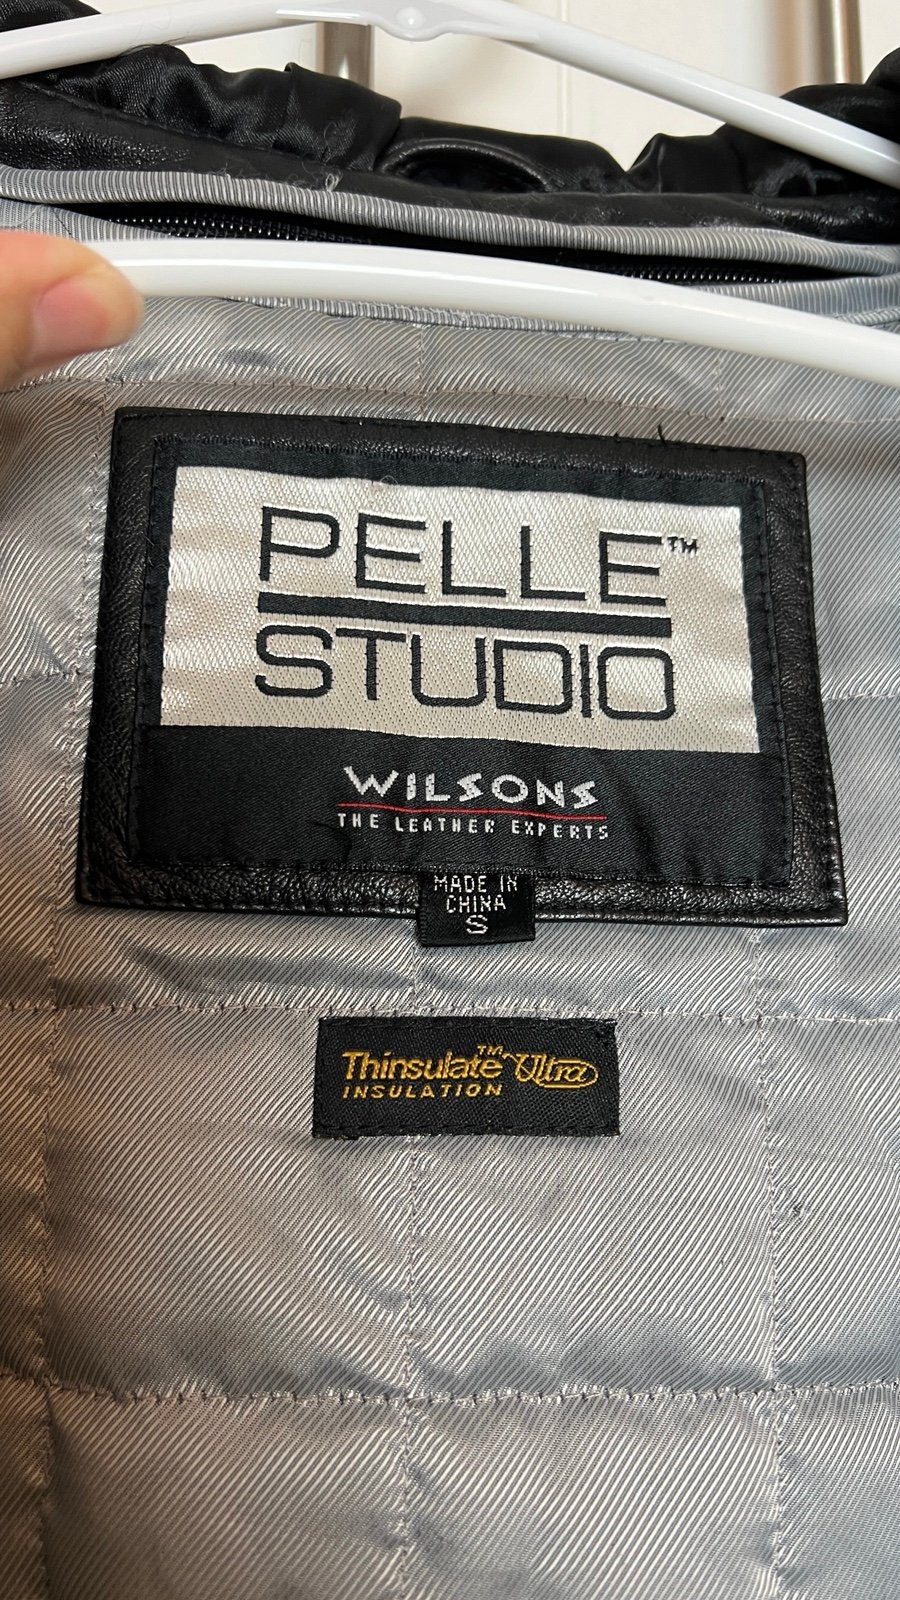 PELLE™
STUDIO
WILSONS
THE LEATHER EXPERTS
MADE IN
CHINA
S
Thinsulate™ Ultra
INSULATION